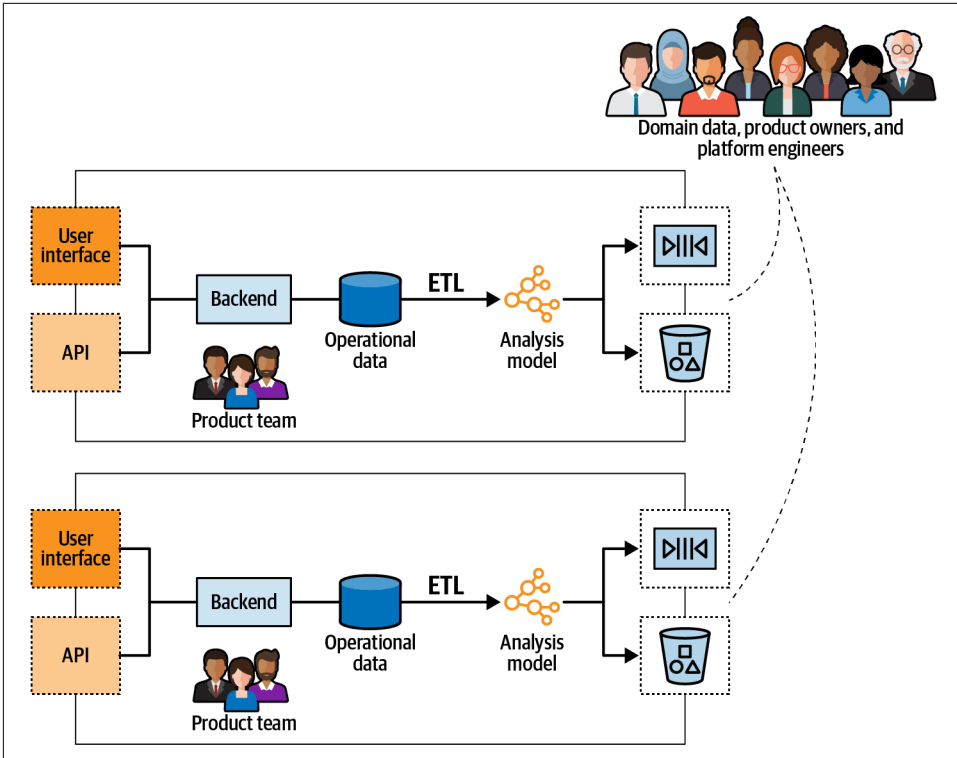 Domain data, product owners, and
platform engineers
User
interface
API
Backend
Operational
data
ETL
Analysis
model
Product team
User
interface
API
Backend
Operational
data
ETL
Analysis
model
Product team